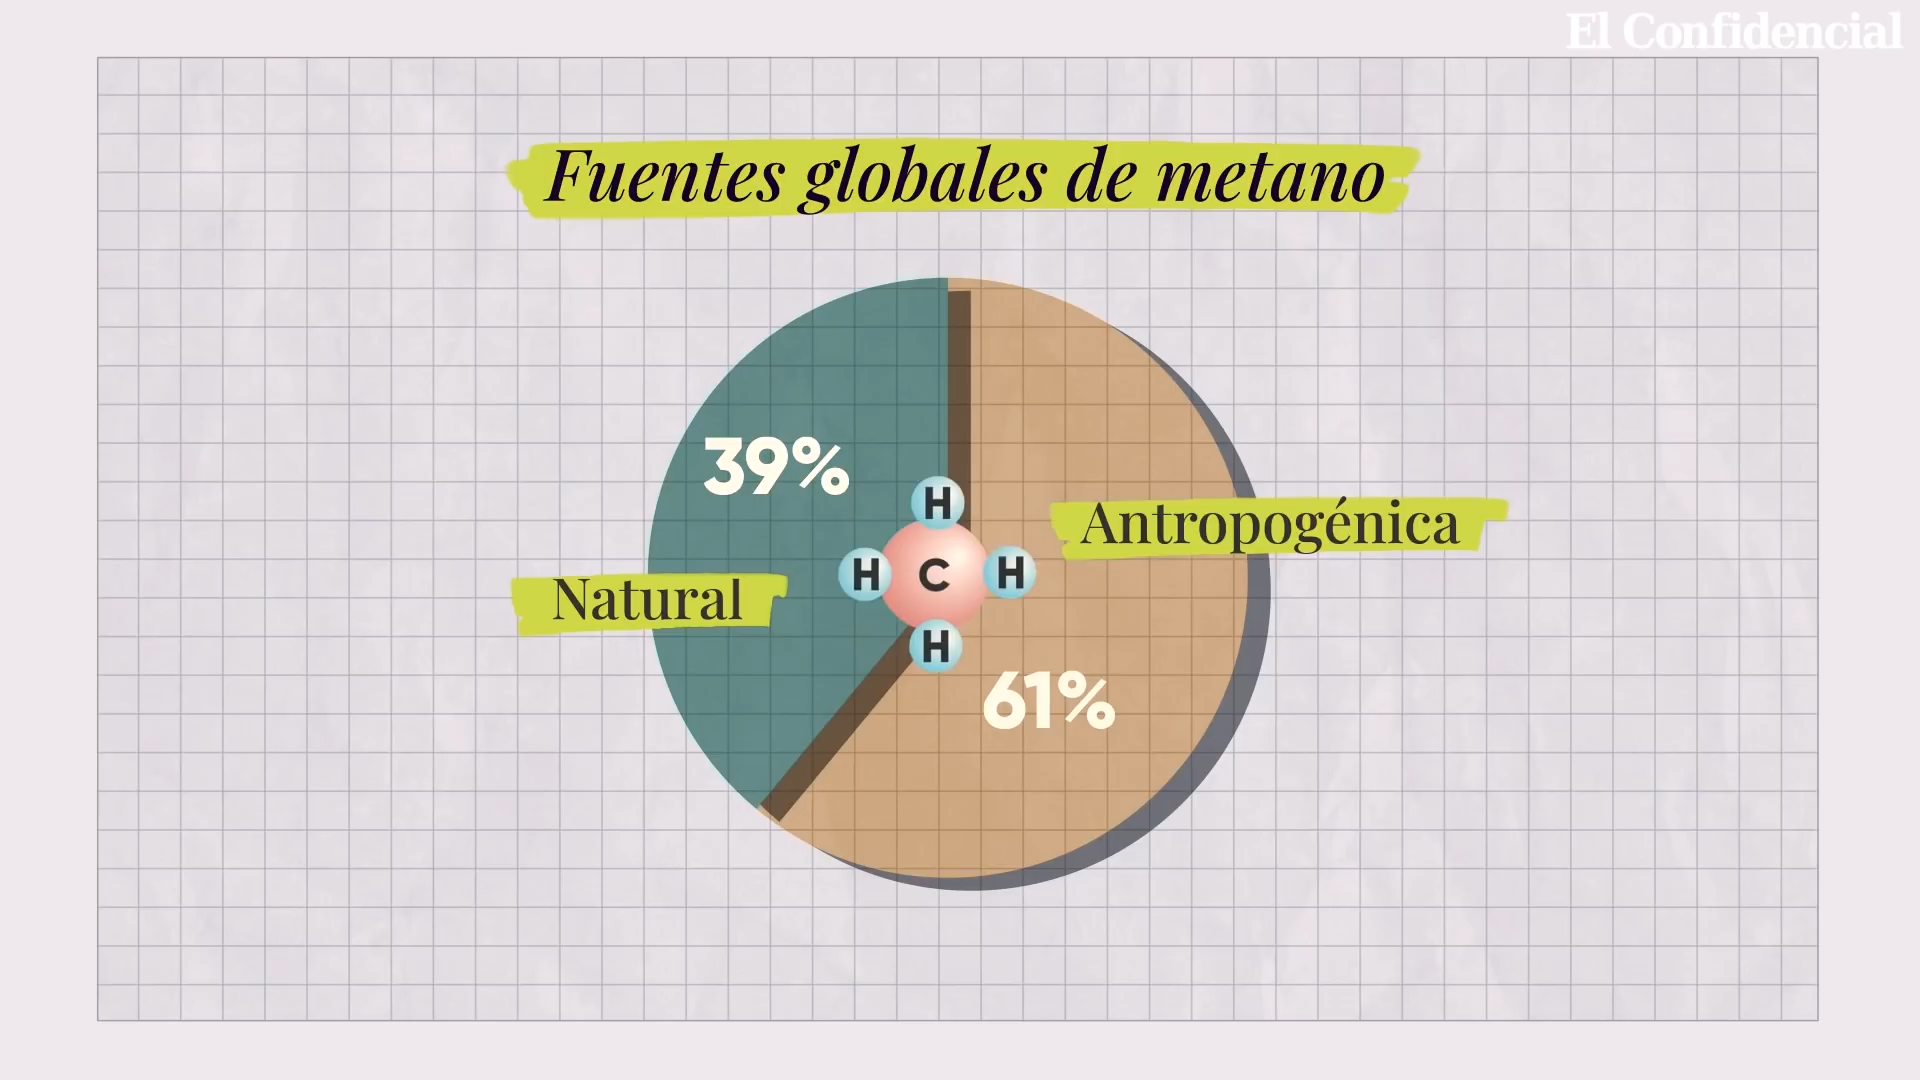 El Confidencial
Fuentes globales de metano
39%
H
Antropogénica
H C H
Natural
H
61%